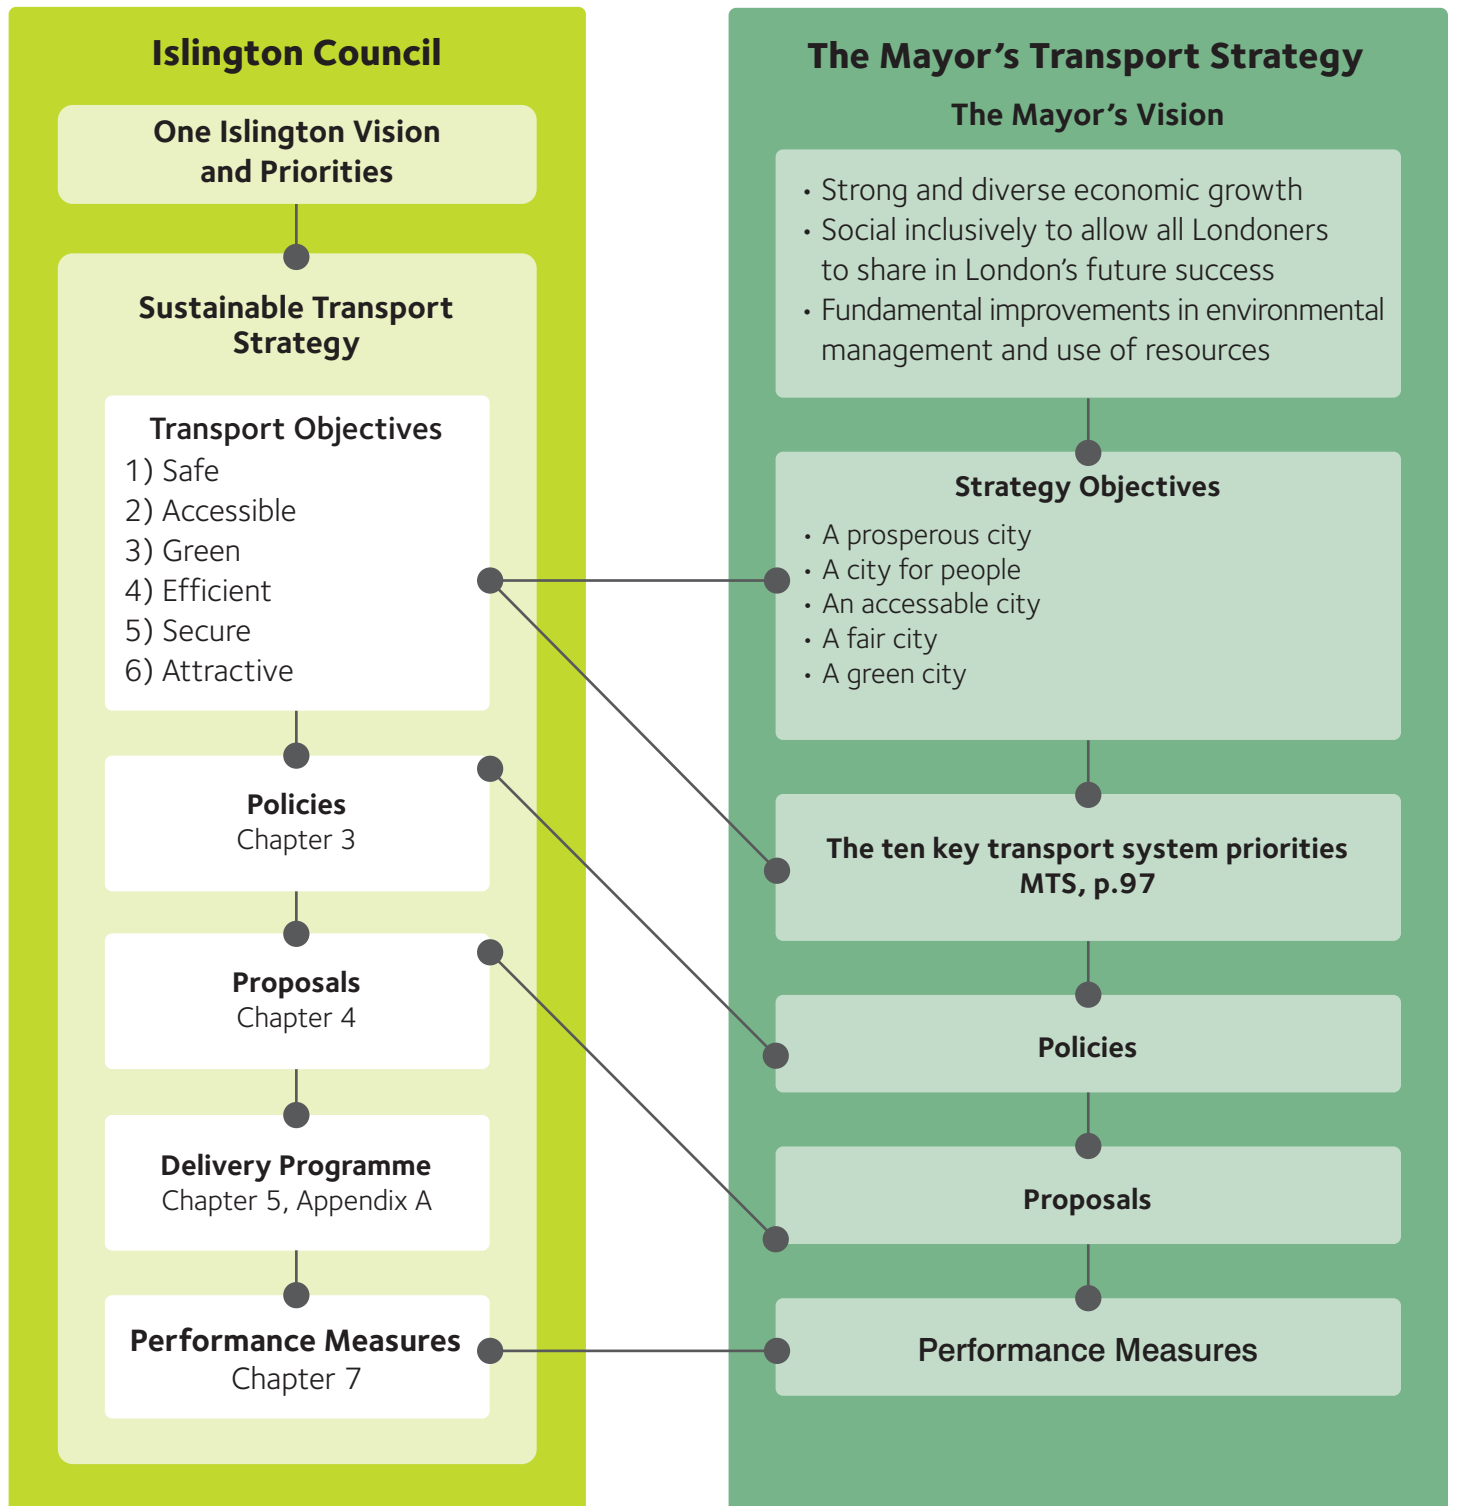 Islington Council
One Islington Vision
and Priorities
Sustainable Transport
Strategy
Transport Objectives
1) Safe
2) Accessible
3) Green
4) Efficient
5) Secure
6) Attractive
Policies
Chapter 3
Proposals
Chapter 4
Delivery Programme
Chapter 5, Appendix A
Performance Measures
Chapter 7
The Mayor’s Transport Strategy
The Mayor’s Vision
• Strong and diverse economic growth
• Social inclusively to allow all Londoners
to share in London’s future success
• Fundamental improvements in environmental
management and use of resources
Strategy Objectives
• A prosperous city
• A city for people
• An accessable city
• A fair city
• A green city
The ten key transport system priorities
MTS, p.97
Policies
Proposals
Performance Measures